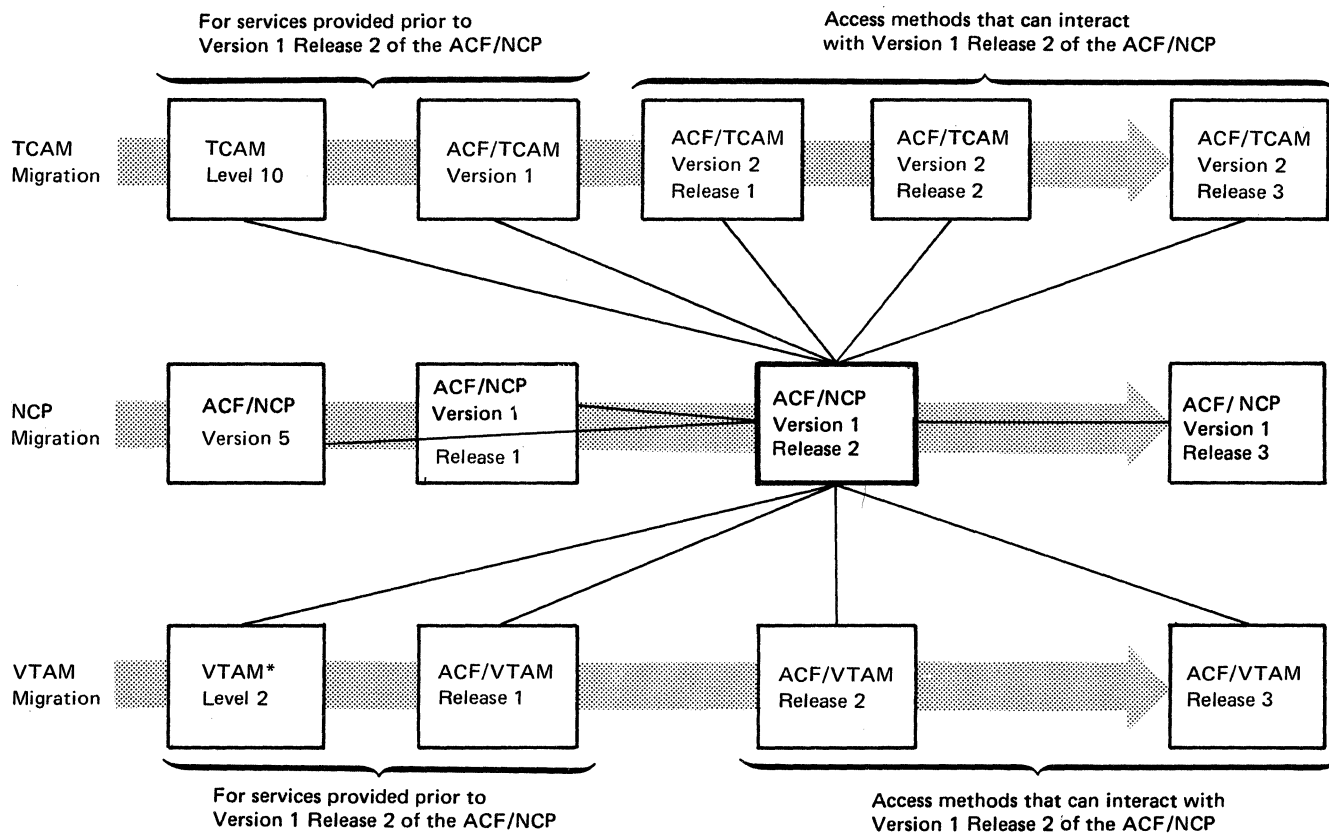 For services provided prior to
Version 1 Release 2 of the ACF/NCP
Access methods that can interact
with Version 1 Release 2 of the ACF/NCP
TCAM
Migration
TCAM
Level 10
ACF/TCAM
Version 1
ACF/TCAM
Version 2
Release 1
ACF/TCAM
Version 2
Release 2
ACF/TCAM
Version 2
Release 3
NCP
Migration
ACF/NCP
Version 5
ACF/NCP
Version 1
Release 1
ACF/NCP
Version 1
Release 2
ACF/ NCP
Version 1
Release 3
VTAM
Migration
VTAM*
Level 2
ACF/VTAM
Release 1
ACF/VTAM
Release 2
ACF/VTAM
Release 3
For services provided prior to
Version 1 Release 2 of the ACF/NCP
Access methods that can interact with
Version 1 Release 2 of the ACF/NCP